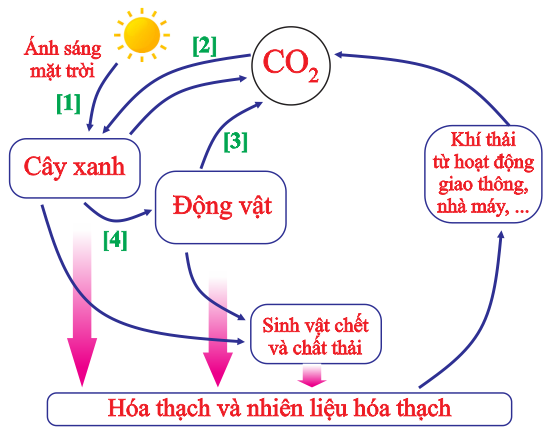 Ánh sáng
mặt trời
[1]
[2]
CO₂
[3]
Cây xanh
[4]
Động vật
Khí thải
từ hoạt động
giao thông,
nhà máy, ...
Sinh vật chết
và chất thải
Hóa thạch và nhiên liệu hóa thạch